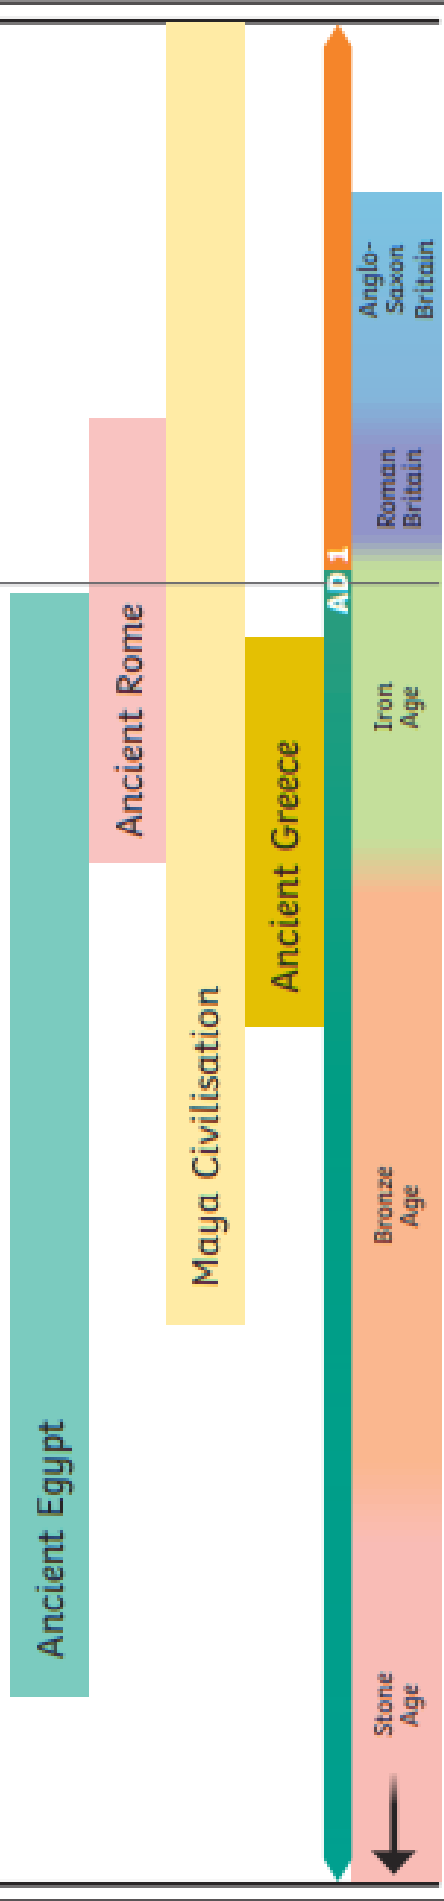 Ancient Egypt
Ancient Rome
Maya Civilisation
Ancient Greece
AD 1
Stone
Age
Bronze
Age
Iron
Age
Roman
Britain
Anglo-
Saxon
Britain